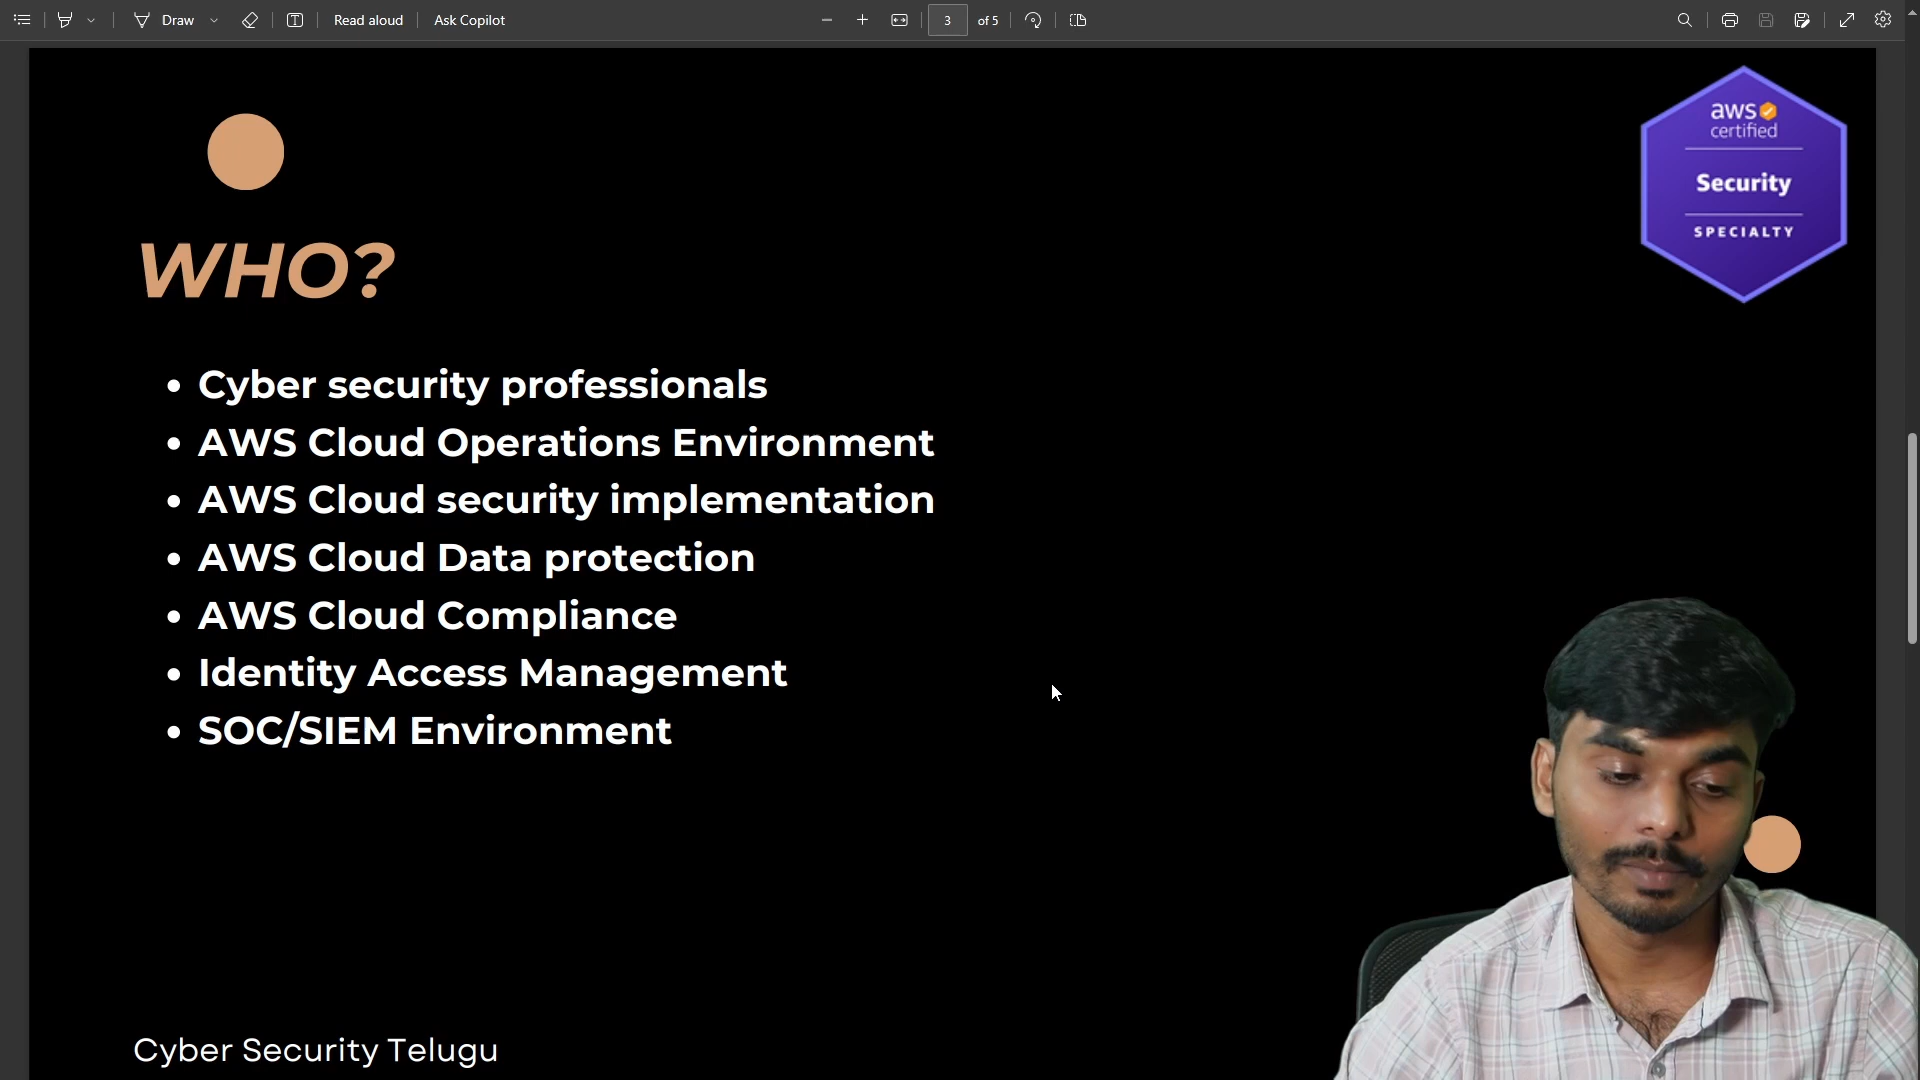 Draw
Read aloud
Ask Copilot
3
of 5
aws
certified
Security
SPECIALTY
WHO?
• Cyber security professionals
• AWS Cloud Operations Environment
• AWS Cloud security implementation
• AWS Cloud Data protection
• AWS Cloud Compliance
• Identity Access Management
• SOC/SIEM Environment
Cyber Security Telugu